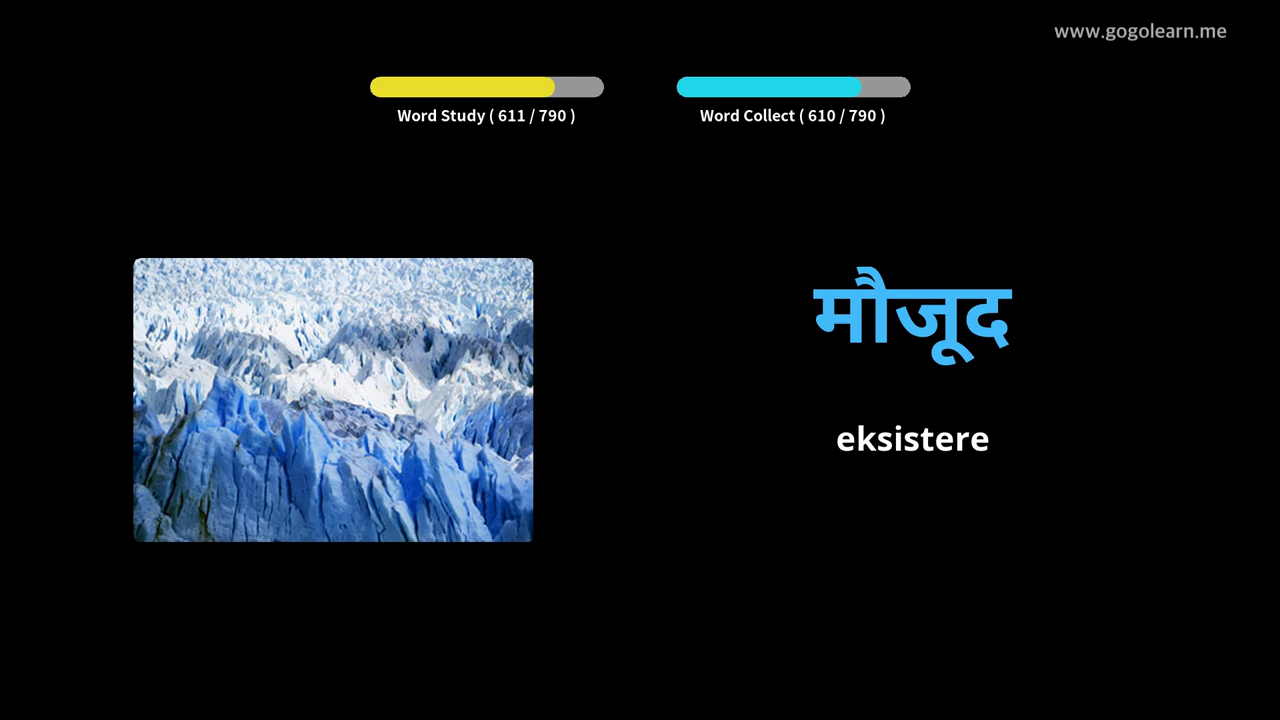 www.gogolearn.me
Word Study ( 611 / 790 )
Word Collect ( 610 / 790 )
मौजूद
eksistere